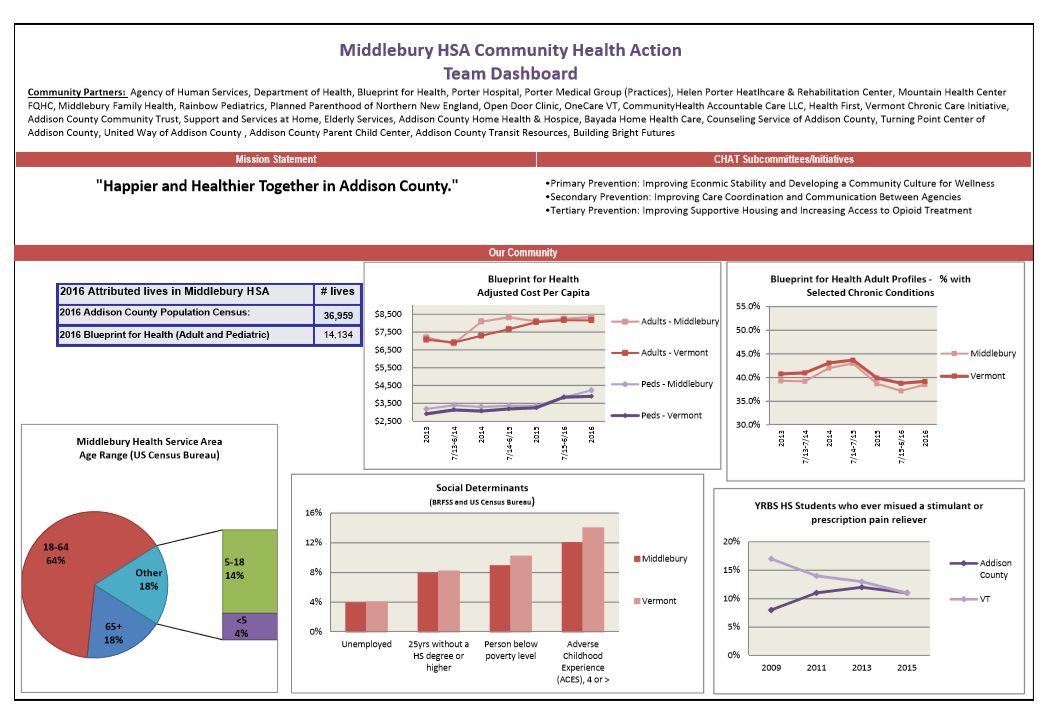 Middlebury HSA Community Health Action
Team Dashboard
Community Partners: Agency of Human Services, Department of Health, Blueprint for Health, Porter Hospital, Porter Medical Group (Practices), Helen Porter Heatlhcare & Rehabilitation Center, Mountain Health Center
FQHC, Middlebury Family Health, Rainbow Pediatrics, Planned Parenthood of Northern New England, Open Door Clinic, OneCare VT, CommunityHealth Accountable Care LLC, Health First, Vermont Chronic Care Initiative,
Addison County Community Trust, Support and Services at Home, Elderly Services, Addison County Home Health & Hospice, Bayada Home Health Care, Counseling Service of Addison County, Turning Point Center of
Addison County, United Way of Addison County , Addison County Parent Child Center, Addison County Transit Resources, Building Bright Futures
Mission Statement
CHAT Subcommittees/Initiatives
"Happier and Healthier Together in Addison County."
•Primary Prevention: Improving Econmic Stability and Developing a Community Culture for Wellness
•Secondary Prevention: Improving Care Coordination and Communication Between Agencies
•Tertiary Prevention: Improving Supportive Housing and Increasing Access to Opioid Treatment
Our Community
2016 Attributed lives in Middlebury HSA # lives
2016 Addison County Population Census: 36,959
2016 Blueprint for Health (Adult and Pediatric) 14,134
Blueprint for Health
Adjusted Cost Per Capita
$8,500
$7,500
$6,500
$5,500
$4,500
$3,500
$2,500
2013
7/13-6/14
2014
7/14-6/15
2015
7/15-6/16
2016
Adults - Middlebury
Adults - Vermont
Peds - Middlebury
Peds - Vermont
Blueprint for Health Adult Profiles - % with
Selected Chronic Conditions
55.0%
50.0%
45.0%
40.0%
35.0%
30.0%
2013
7/13-7/14
2014
7/14-7/15
2015
7/15-6/16
2016
Middlebury
Vermont
Middlebury Health Service Area
Age Range (US Census Bureau)
18-64
64%
Other
18%
65+
18%
5-18
14%
<5
4%
Social Determinants
(BRFSS and US Census Bureau)
16%
12%
8%
4%
0%
Unemployed
25yrs without a
HS degree or
higher
Person below
poverty level
Adverse
Childhood
Experience
(ACES), 4 or >
Middlebury
Vermont
YRBS HS Students who ever misued a stimulant or
prescription pain reliever
20%
15%
10%
5%
0%
2009 2011 2013 2015
Addison
County
VT